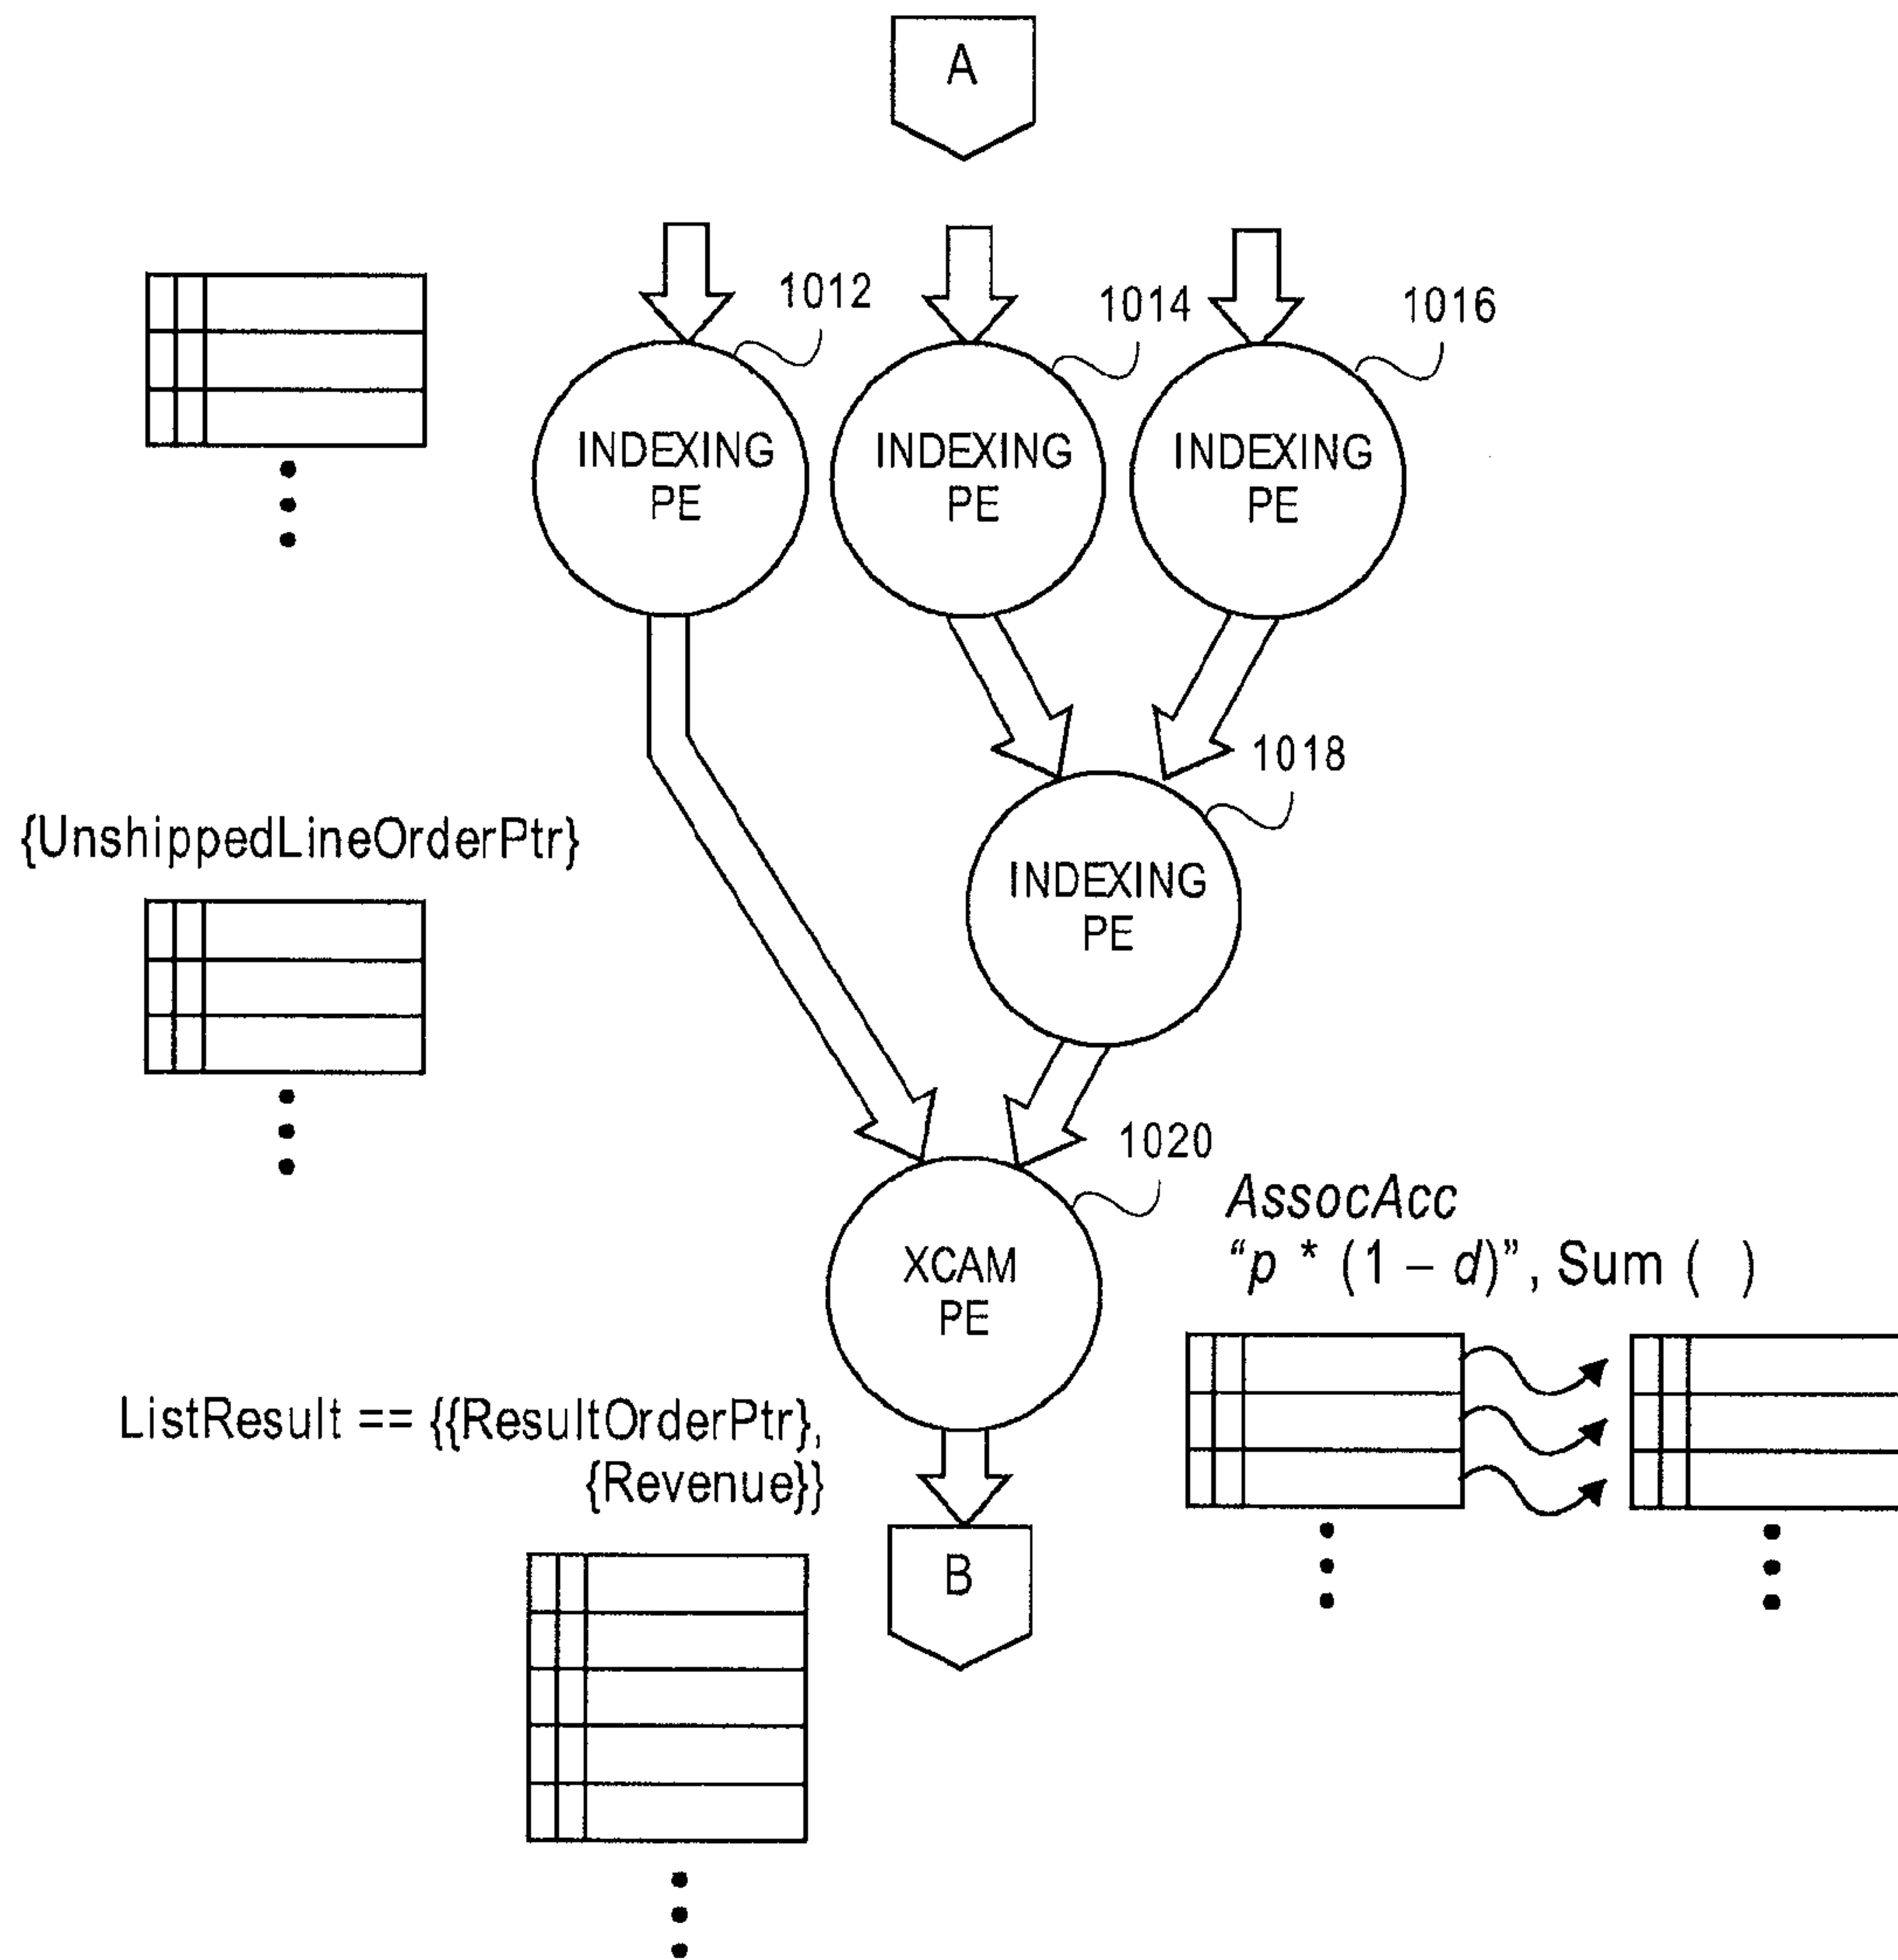 A
1012
1014
1016
INDEXING
PE
INDEXING
PE
INDEXING
PE
1018
{UnshippedLineOrderPtr}
INDEXING
PE
1020
AssocAcc
“p * (1 – d)”, Sum ( )
XCAM
PE
ListResult == {{ResultOrderPtr},
{Revenue}}
B